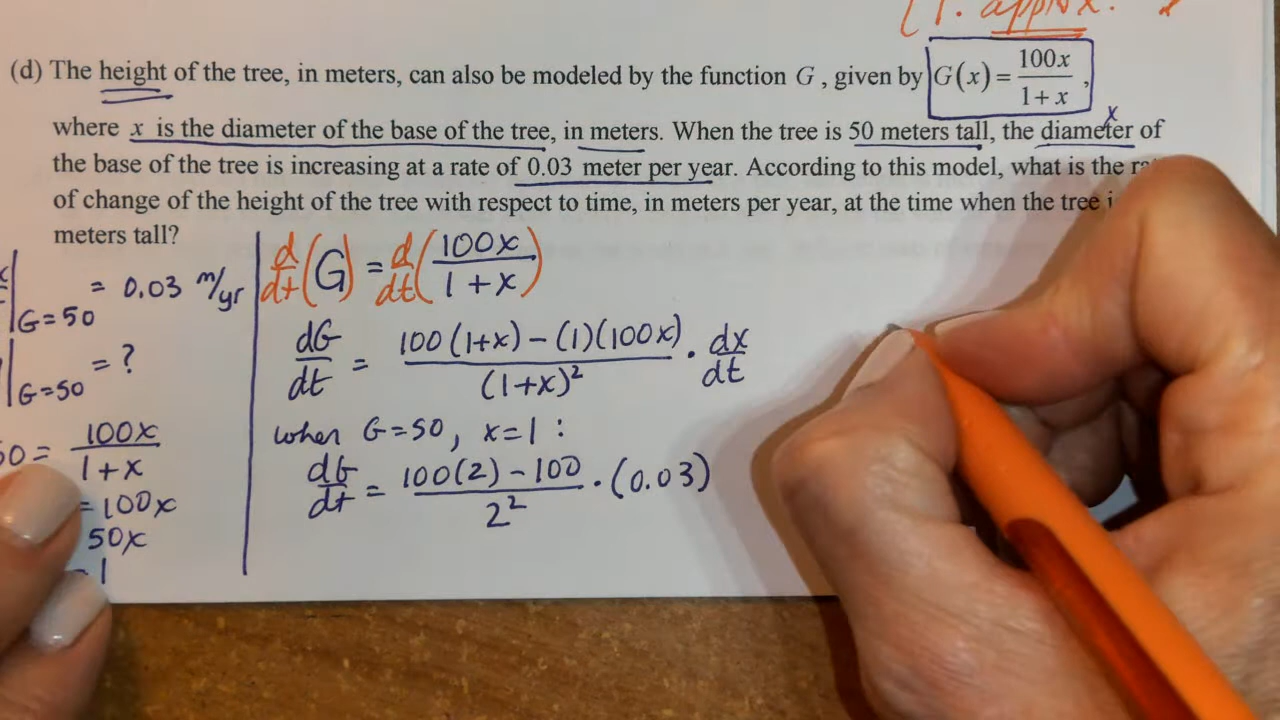 approx.
(d) The height of the tree, in meters, can also be modeled by the function G , given by G(x) = 100x / 1 + x ,
x
where x is the diameter of the base of the tree, in meters. When the tree is 50 meters tall, the diameter of
the base of the tree is increasing at a rate of 0.03 meter per year. According to this model, what is the
of change of the height of the tree with respect to time, in meters per year, at the time when the tree
meters tall?
| G=50 = 0.03 m/yr
| G=50 = ?
= 100x / 1+x
= 100x
50x
1
d/dt (G) = d/dt (100x / 1+x)
dG/dt = 100(1+x) - (1)(100x) / (1+x)² · dx/dt
when G=50, x=1 :
dG/dt = 100(2) - 100 / 2² · (0.03)